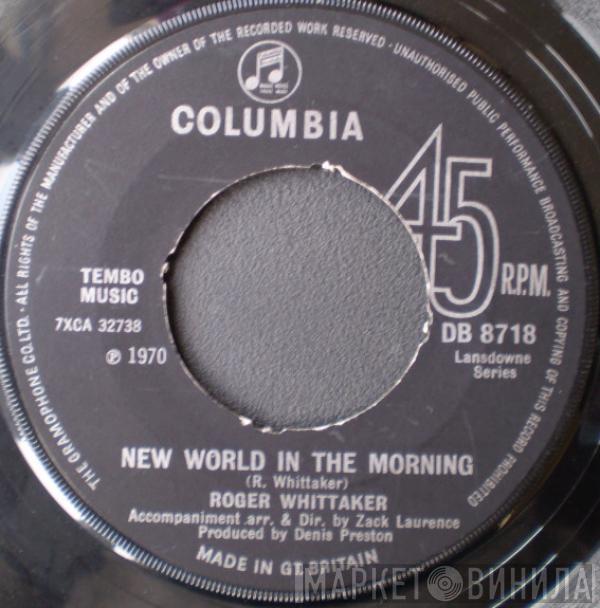 THE GRAMOPHONE CO. LTD. · ALL RIGHTS OF THE MANUFACTURER AND OF THE OWNER OF THE RECORDED WORK RESERVED · UNAUTHORISED PUBLIC PERFORMANCE BROADCASTING AND COPYING OF THIS RECORD PROHIBITED
COLUMBIA
45 R.P.M.
TEMBO
MUSIC
7XCA 32738
℗ 1970
DB 8718
Lansdowne
Series
NEW WORLD IN THE MORNING
(R. Whittaker)
ROGER WHITTAKER
Accompaniment arr. & Dir. by Zack Laurence
Produced by Denis Preston
MADE IN GT. BRITAIN
МАРКЕТ ВИНИЛА